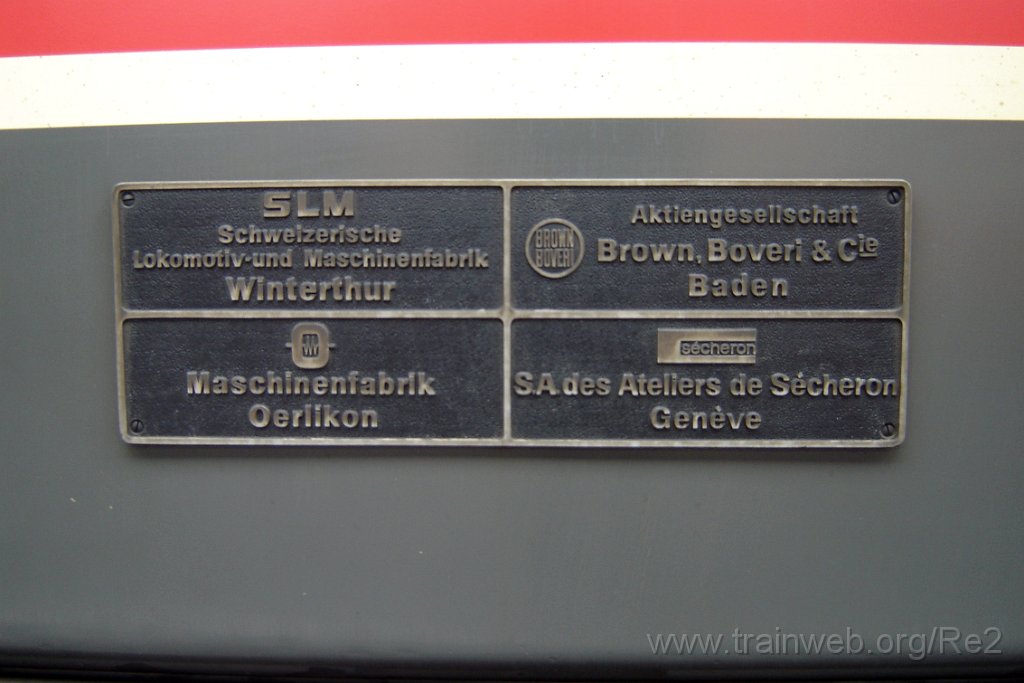 SLM
Schweizerische
Lokomotiv-und Maschinenfabrik
Winterthur
BROWN
BOVERI
Aktiengesellschaft
Brown, Boveri & Cie
Baden
Maschinenfabrik
Oerlikon
sécheron
S.A. des Ateliers de Sécheron
Genève
www.trainweb.org/Re2